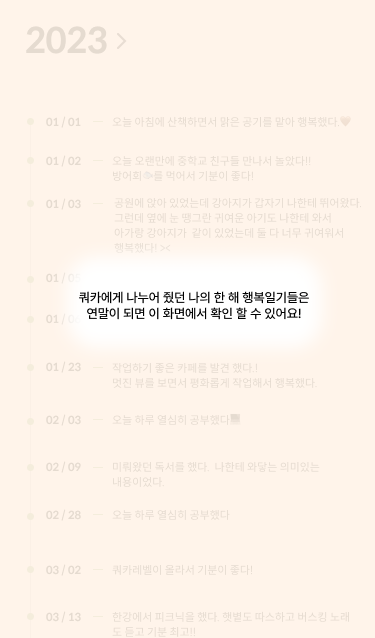 2023 >
01 / 01 — 오늘 아침에 산책하면서 맑은 공기를 맡아 행복했다.❤
01 / 02 — 오늘 오랜만에 중학교 친구들 만나서 놀았다!!
방어회🐟를 먹어서 기분이 좋다!
01 / 03 — 공원에 앉아 있었는데 강아지가 갑자기 나한테 뛰어왔다.
그런데 옆에 눈 땡그란 귀여운 아기도 나한테 와서
아가랑 강아지가 같이 있었는데 둘 다 너무 귀여워서
행복했다! ><
01 /
쿼카에게 나누어 줬던 나의 한 해 행복일기들은
연말이 되면 이 화면에서 확인 할 수 있어요!
01 /
01 / 23 — 작업하기 좋은 카페를 발견 했다.!
멋진 뷰를 보면서 평화롭게 작업해서 행복했다.
02 / 03 — 오늘 하루 열심히 공부했다
02 / 09 — 미뤄왔던 독서를 했다. 나한테 와닿는 의미있는
내용이었다.
02 / 28 — 오늘 하루 열심히 공부했다
03 / 02 — 쿼카레벨이 올라서 기분이 좋다!
03 / 13 — 한강에서 피크닉을 했다. 햇볕도 따스하고 버스킹 노래
도 듣고 기분 최고!!